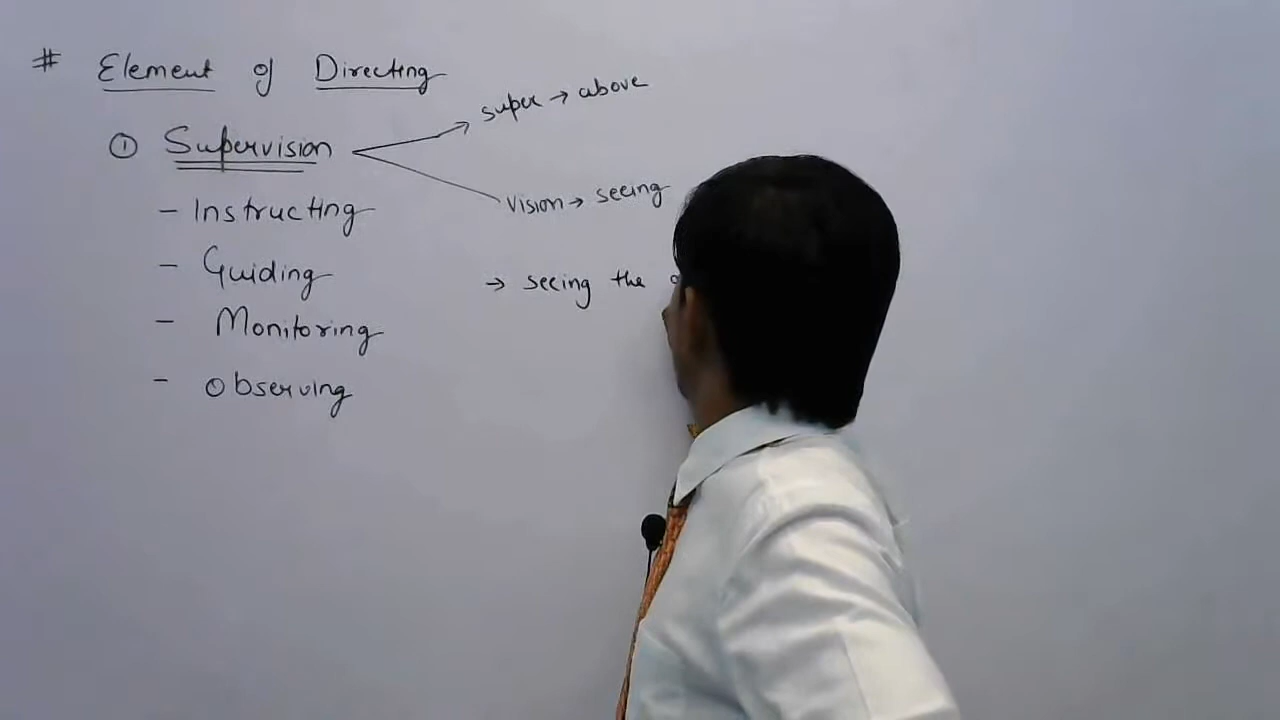 # Element of Directing
① Supervision
super → above
Vision → seeing
- Instructing
- Guiding
- Monitoring
- Observing
→ seeing the